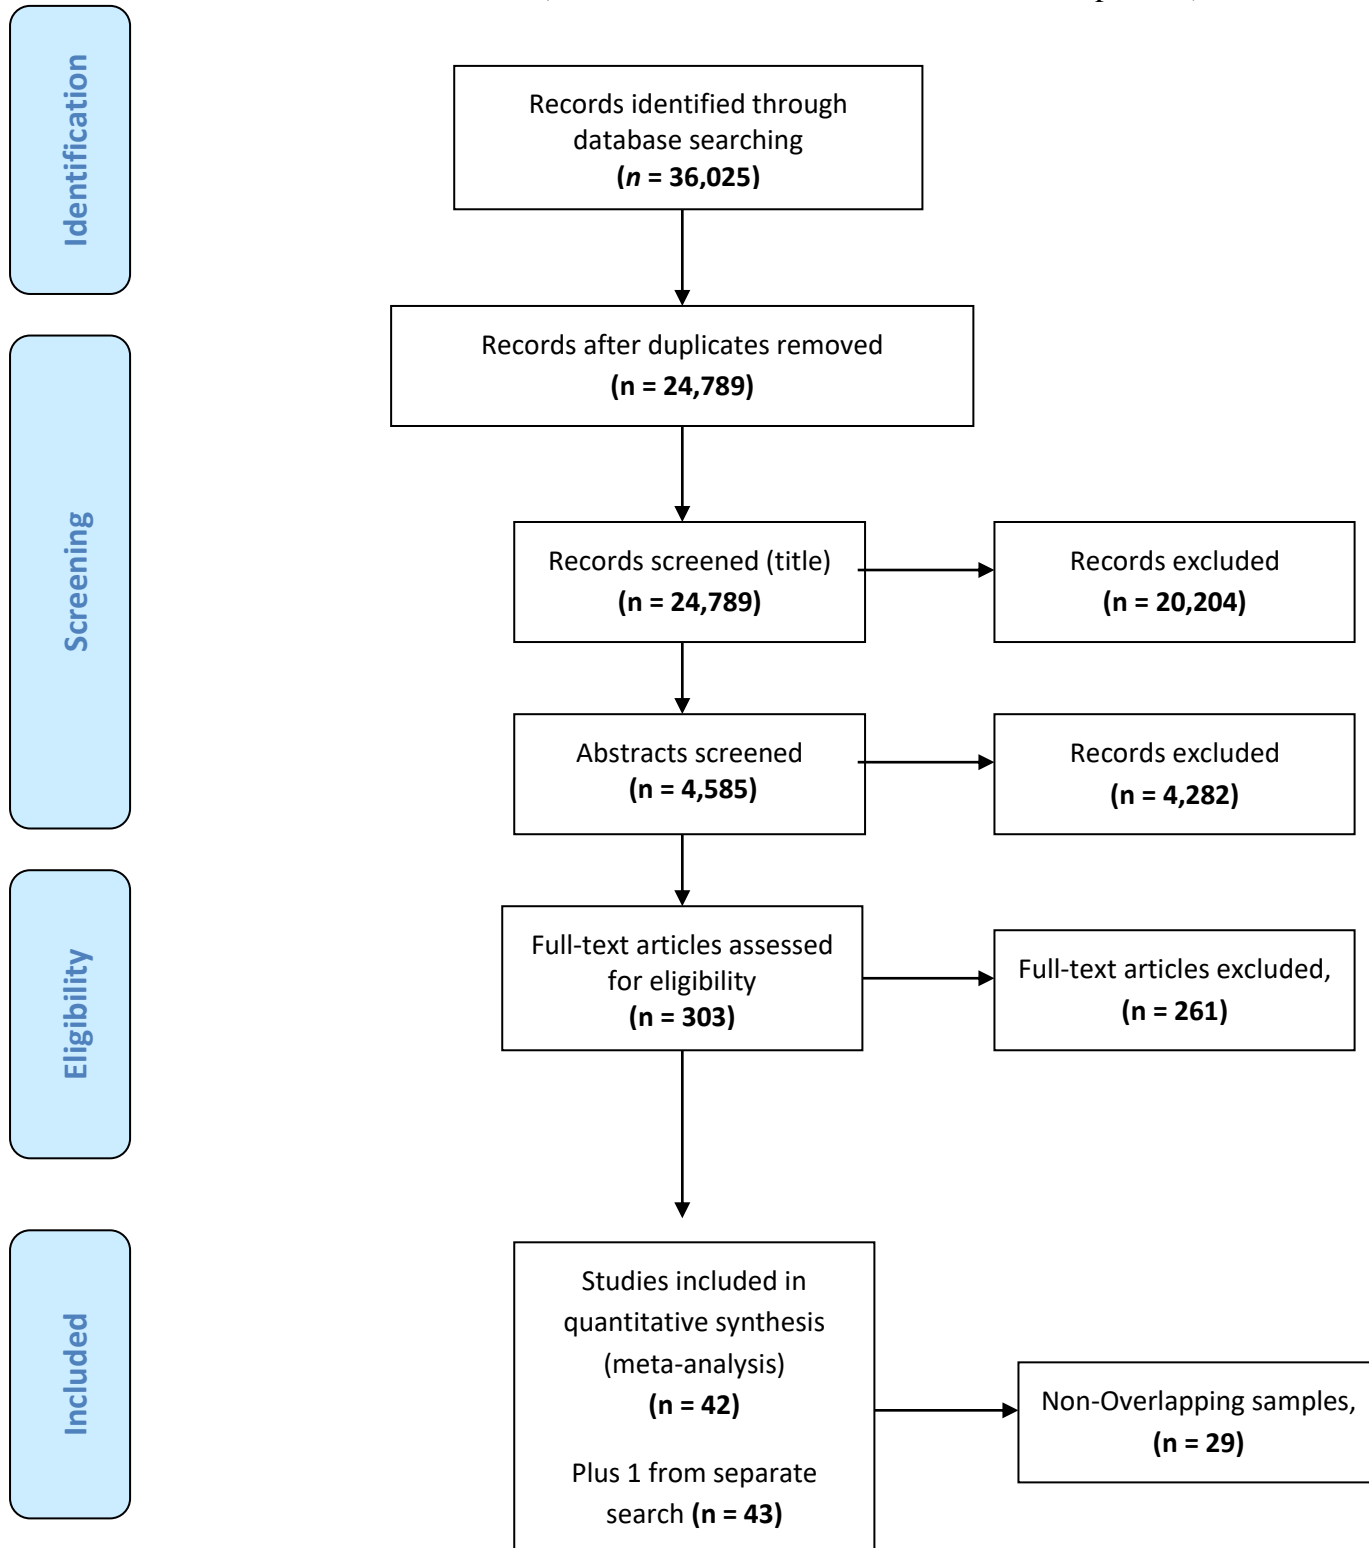 Identification
Records identified through
database searching
(n = 36,025)
Records after duplicates removed
(n = 24,789)
Screening
Records screened (title)
(n = 24,789)
Records excluded
(n = 20,204)
Abstracts screened
(n = 4,585)
Records excluded
(n = 4,282)
Eligibility
Full-text articles assessed
for eligibility
(n = 303)
Full-text articles excluded,
(n = 261)
Included
Studies included in
quantitative synthesis
(meta-analysis)
(n = 42)
Plus 1 from separate
search (n = 43)
Non-Overlapping samples,
(n = 29)